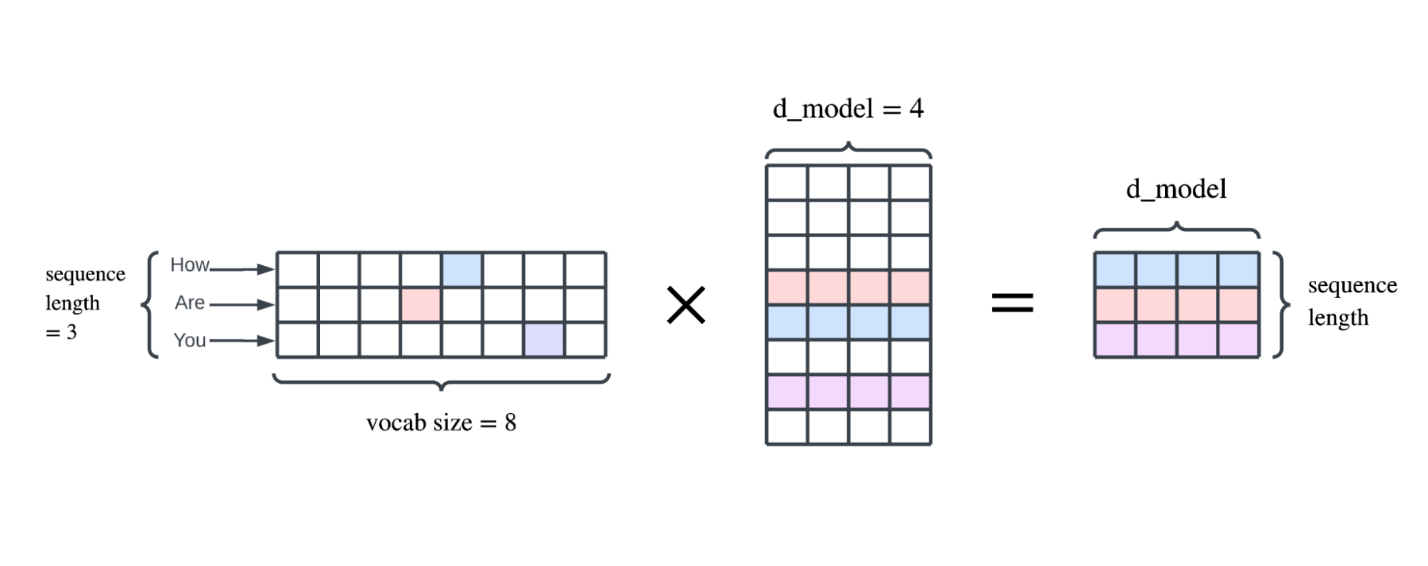 d_model = 4
d_model
sequence
length
= 3
How
Are
You
×
=
sequence
length
vocab size = 8